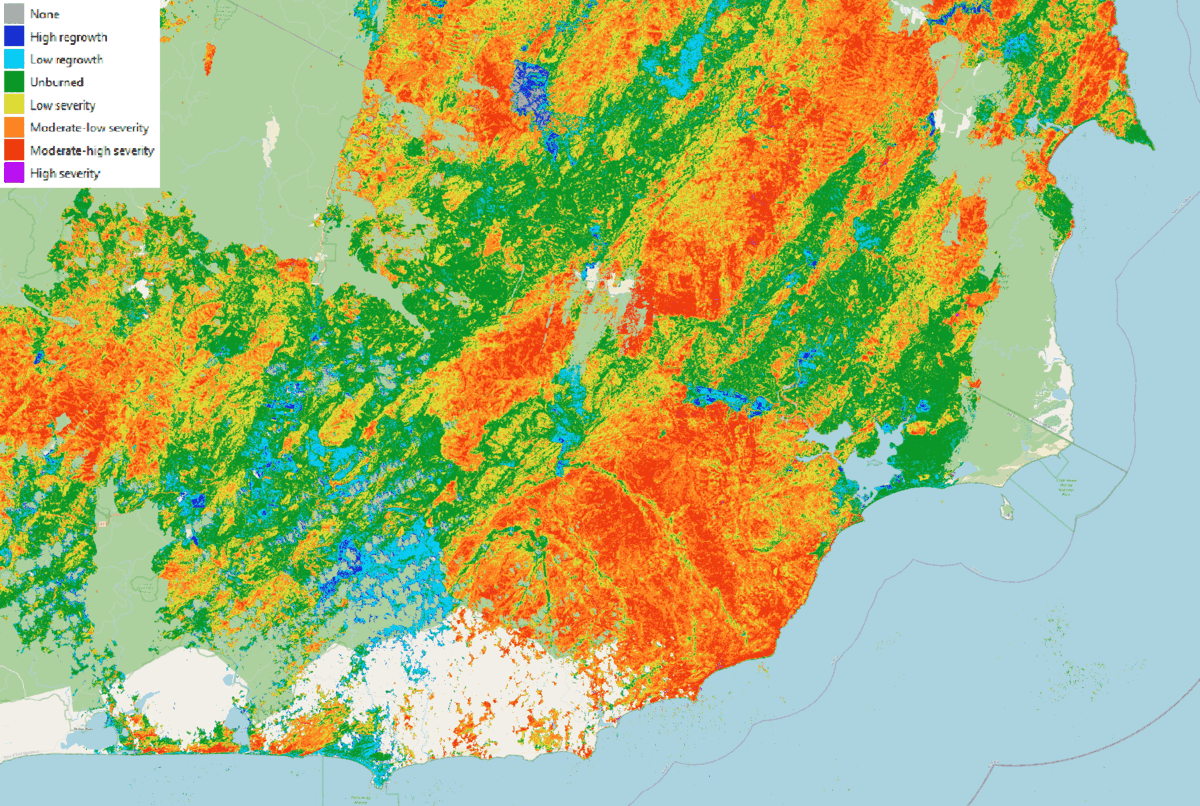 None
High regrowth
Low regrowth
Unburned
Low severity
Moderate-low severity
Moderate-high severity
High severity